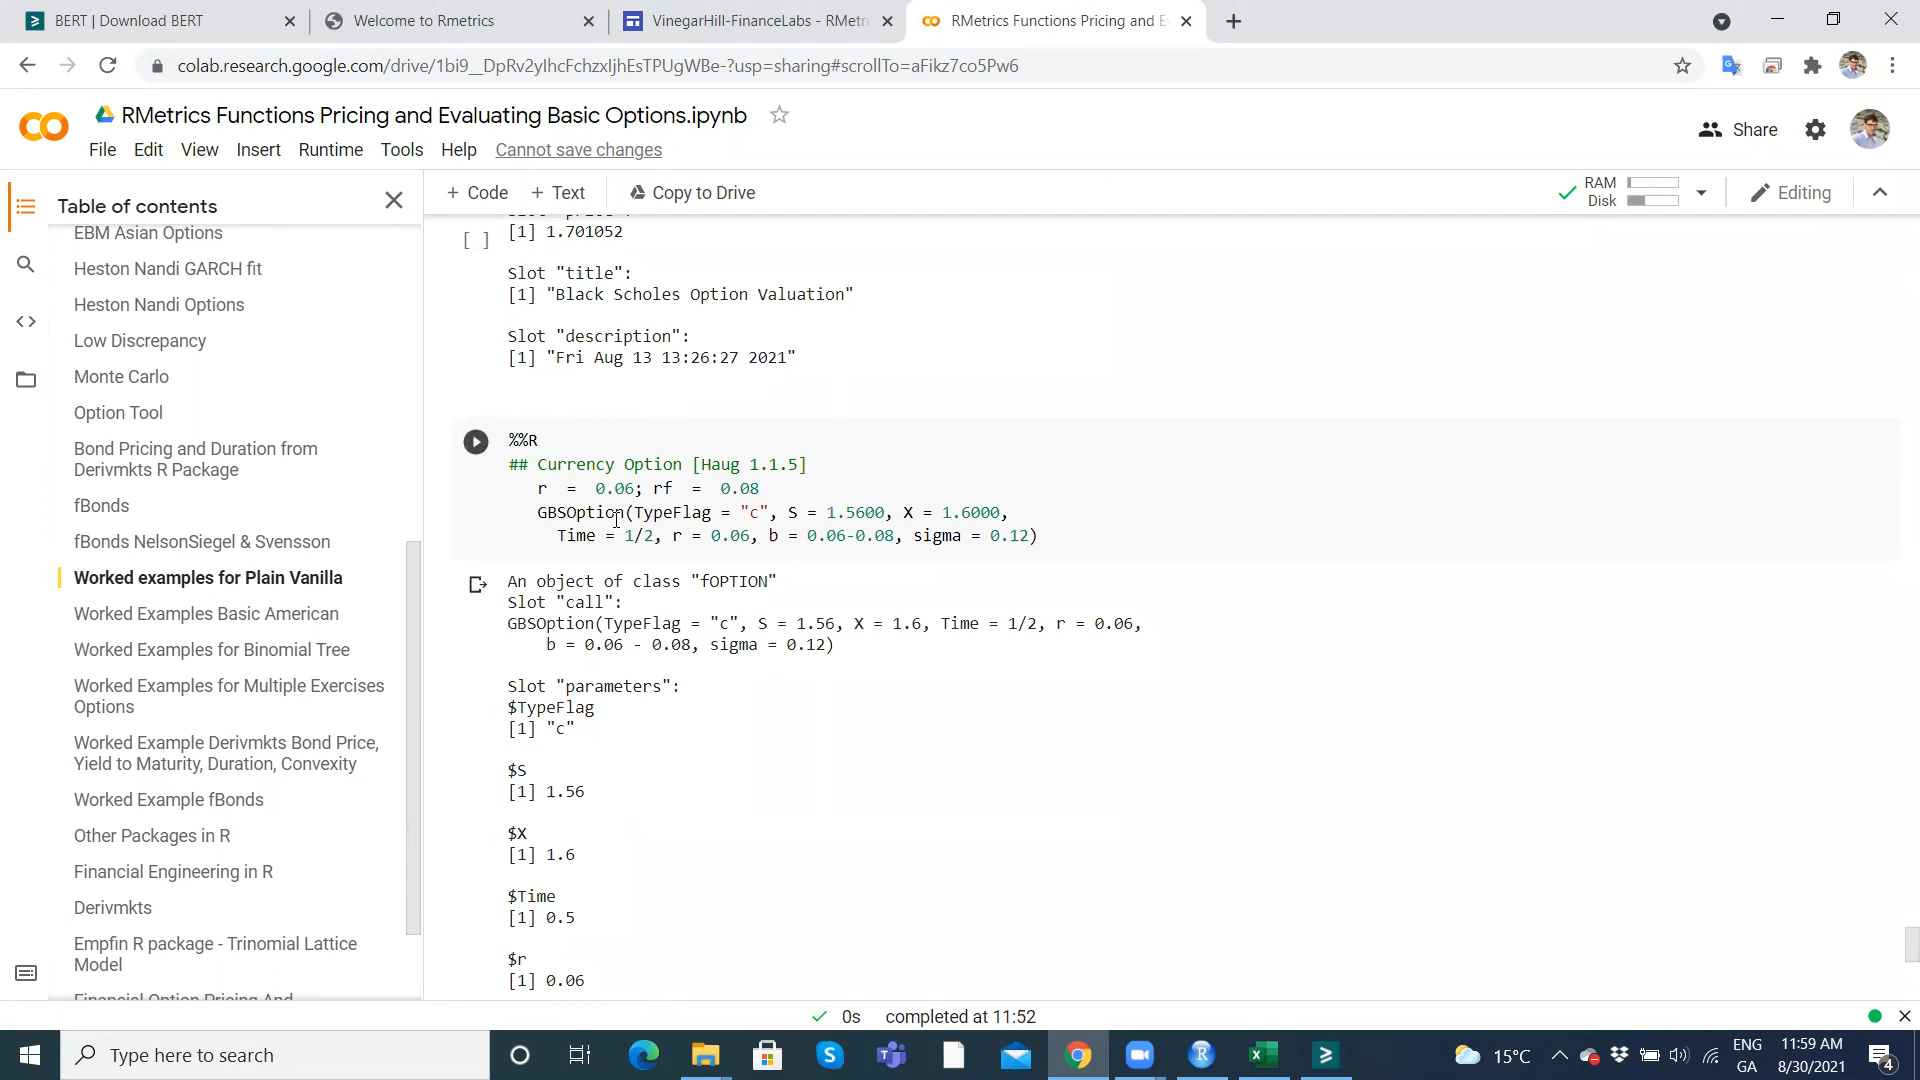 BERT | Download BERT
Welcome to Rmetrics
VinegarHill-FinanceLabs - RMetri
RMetrics Functions Pricing and E
colab.research.google.com/drive/1bi9__DpRv2yIhcFchzxIjhEsTPUgWBe-?usp=sharing#scrollTo=aFikz7co5Pw6
RMetrics Functions Pricing and Evaluating Basic Options.ipynb
Share
File Edit View Insert Runtime Tools Help Cannot save changes
Table of contents
+ Code + Text Copy to Drive
RAM
Disk
Editing
EBM Asian Options
Heston Nandi GARCH fit
Heston Nandi Options
Low Discrepancy
Monte Carlo
Option Tool
Bond Pricing and Duration from
Derivmkts R Package
fBonds
fBonds NelsonSiegel & Svensson
Worked examples for Plain Vanilla
Worked Examples Basic American
Worked Examples for Binomial Tree
Worked Examples for Multiple Exercises
Options
Worked Example Derivmkts Bond Price,
Yield to Maturity, Duration, Convexity
Worked Example fBonds
Other Packages in R
Financial Engineering in R
Derivmkts
Empfin R package - Trinomial Lattice
Model
Financial Option Pricing And
[ ]
[1] 1.701052
Slot "title":
[1] "Black Scholes Option Valuation"
Slot "description":
[1] "Fri Aug 13 13:26:27 2021"
%%R
## Currency Option [Haug 1.1.5]
r = 0.06; rf = 0.08
GBSOption(TypeFlag = "c", S = 1.5600, X = 1.6000,
Time = 1/2, r = 0.06, b = 0.06-0.08, sigma = 0.12)
An object of class "fOPTION"
Slot "call":
GBSOption(TypeFlag = "c", S = 1.56, X = 1.6, Time = 1/2, r = 0.06,
b = 0.06 - 0.08, sigma = 0.12)
Slot "parameters":
$TypeFlag
[1] "c"
$S
[1] 1.56
$X
[1] 1.6
$Time
[1] 0.5
$r
[1] 0.06
0s completed at 11:52
Type here to search
15°C
ENG
GA
11:59 AM
8/30/2021
4